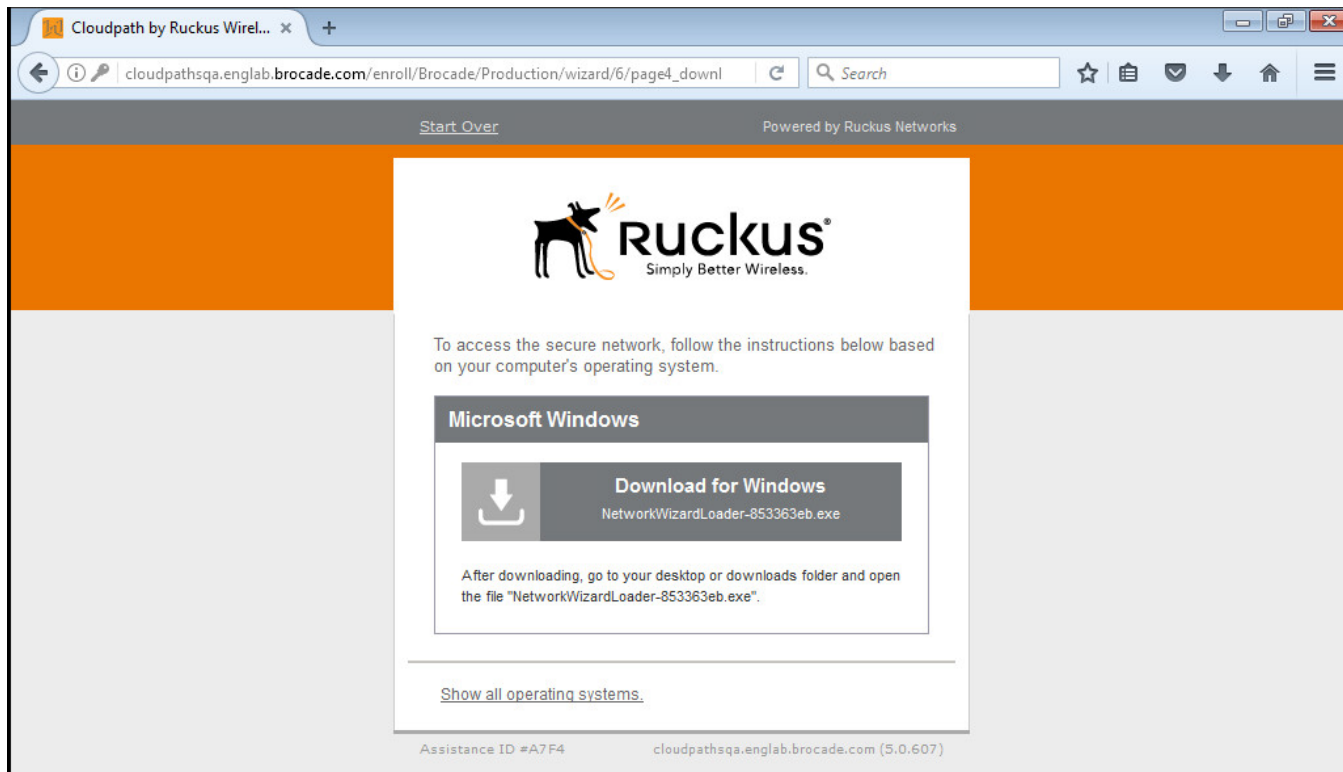 Cloudpath by Ruckus Wirel...
cloudpathsqa.englab.brocade.com/enroll/Brocade/Production/wizard/6/page4_downl
Search
Start Over
Powered by Ruckus Networks
RUCKUS®
Simply Better Wireless.
To access the secure network, follow the instructions below based
on your computer's operating system.
Microsoft Windows
Download for Windows
NetworkWizardLoader-853363eb.exe
After downloading, go to your desktop or downloads folder and open
the file "NetworkWizardLoader-853363eb.exe".
Show all operating systems.
Assistance ID #A7F4
cloudpathsqa.englab.brocade.com (5.0.607)